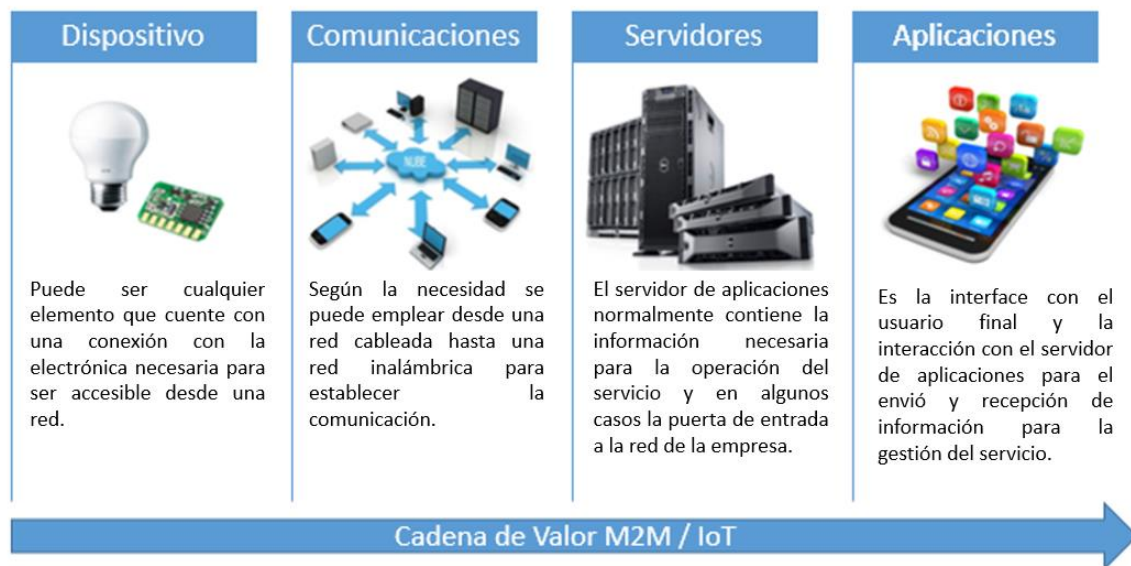 Dispositivo
Puede ser cualquier
elemento que cuente con
una conexión con la
electrónica necesaria para
ser accesible desde una
red.
Comunicaciones
NUBE
Según la necesidad se
puede emplear desde una
red cableada hasta una
red inalámbrica para
establecer la
comunicación.
Servidores
El servidor de aplicaciones
normalmente contiene la
información necesaria
para la operación del
servicio y en algunos
casos la puerta de entrada
a la red de la empresa.
Aplicaciones
Es la interface con el
usuario final y la
interacción con el servidor
de aplicaciones para el
envió y recepción de
información para la
gestión del servicio.
Cadena de Valor M2M / IoT